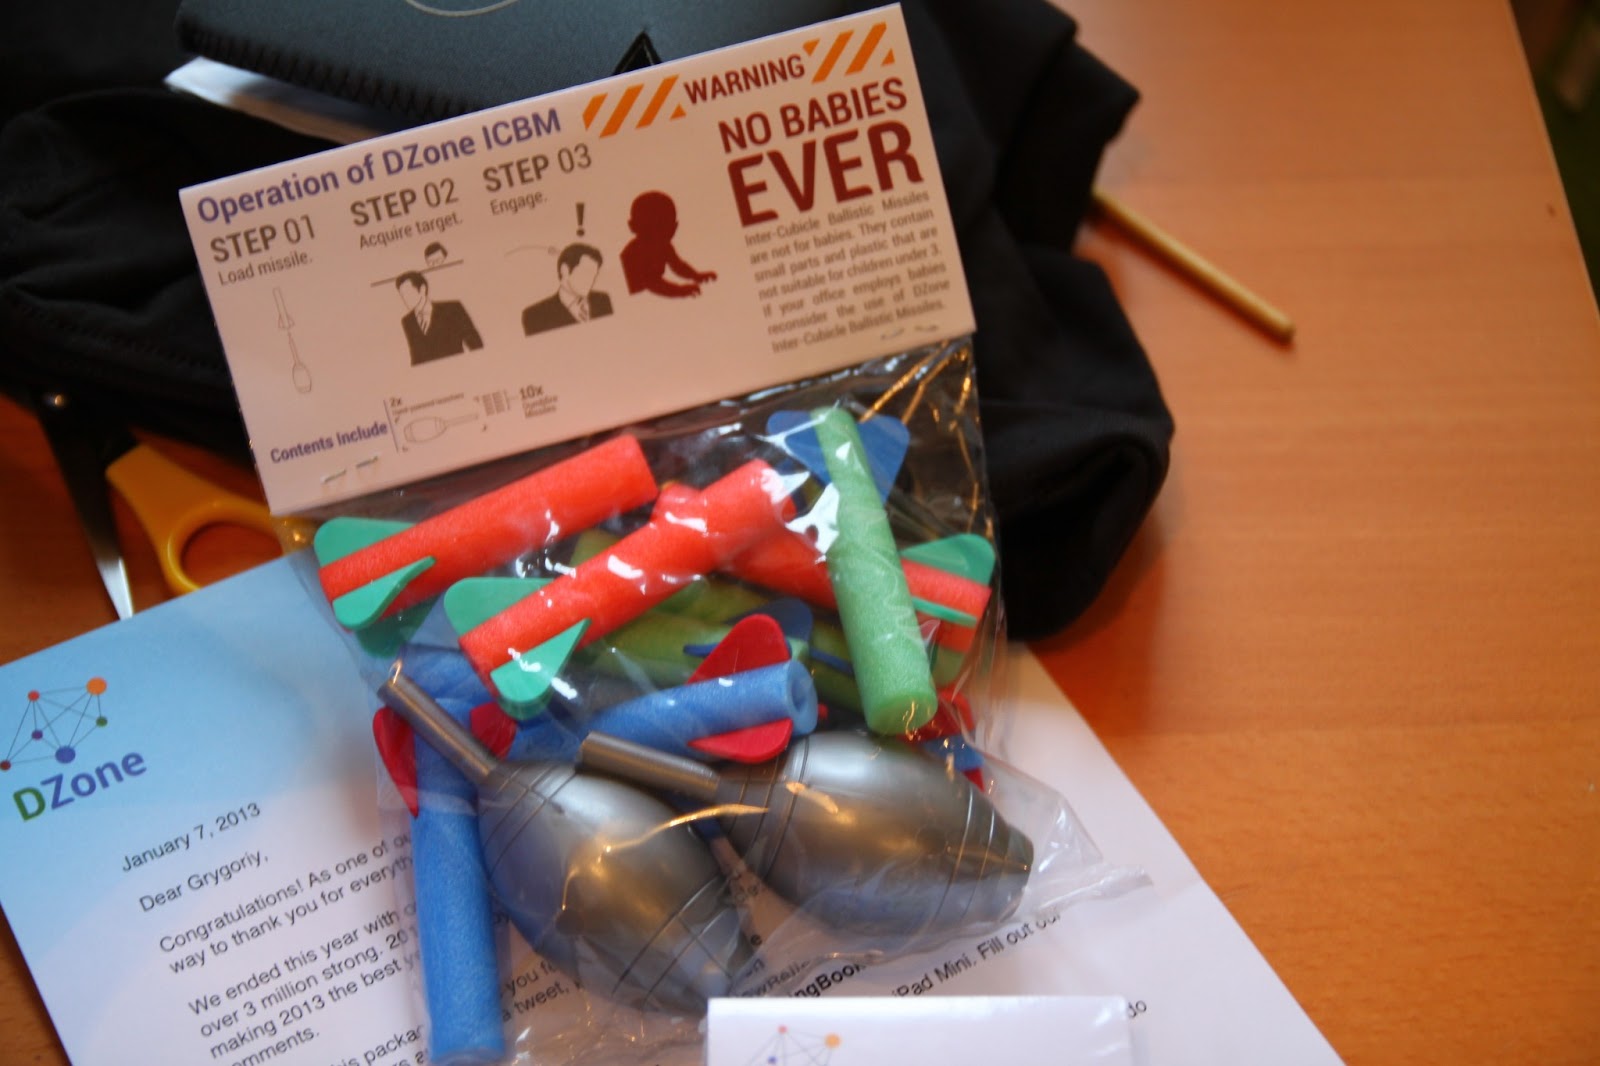 Operation of DZone ICBM
STEP 01
Load missile.
STEP 02
Acquire target.
STEP 03
Engage.
!
WARNING
NO BABIES
EVER
Inter-Cubicle Ballistic Missiles
are not for babies. They contain
small parts and plastic that are
not suitable for children under 3.
If your office employs babies
reconsider the use of DZone
Inter-Cubicle Ballistic Missiles.
Contents Include
2x
10x
Missiles
DZone
January 7, 2013
Dear Grygoriy,
Congratulations! As one of
way to thank you for
We ended this year with
over 3 million strong.
making 2013 the best
a tweet,
iPad Mini. Fill out
do